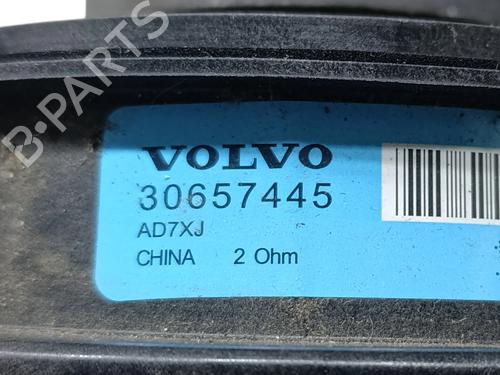 B-PARTS
VOLVO
30657445
AD7XJ
CHINA 2 Ohm